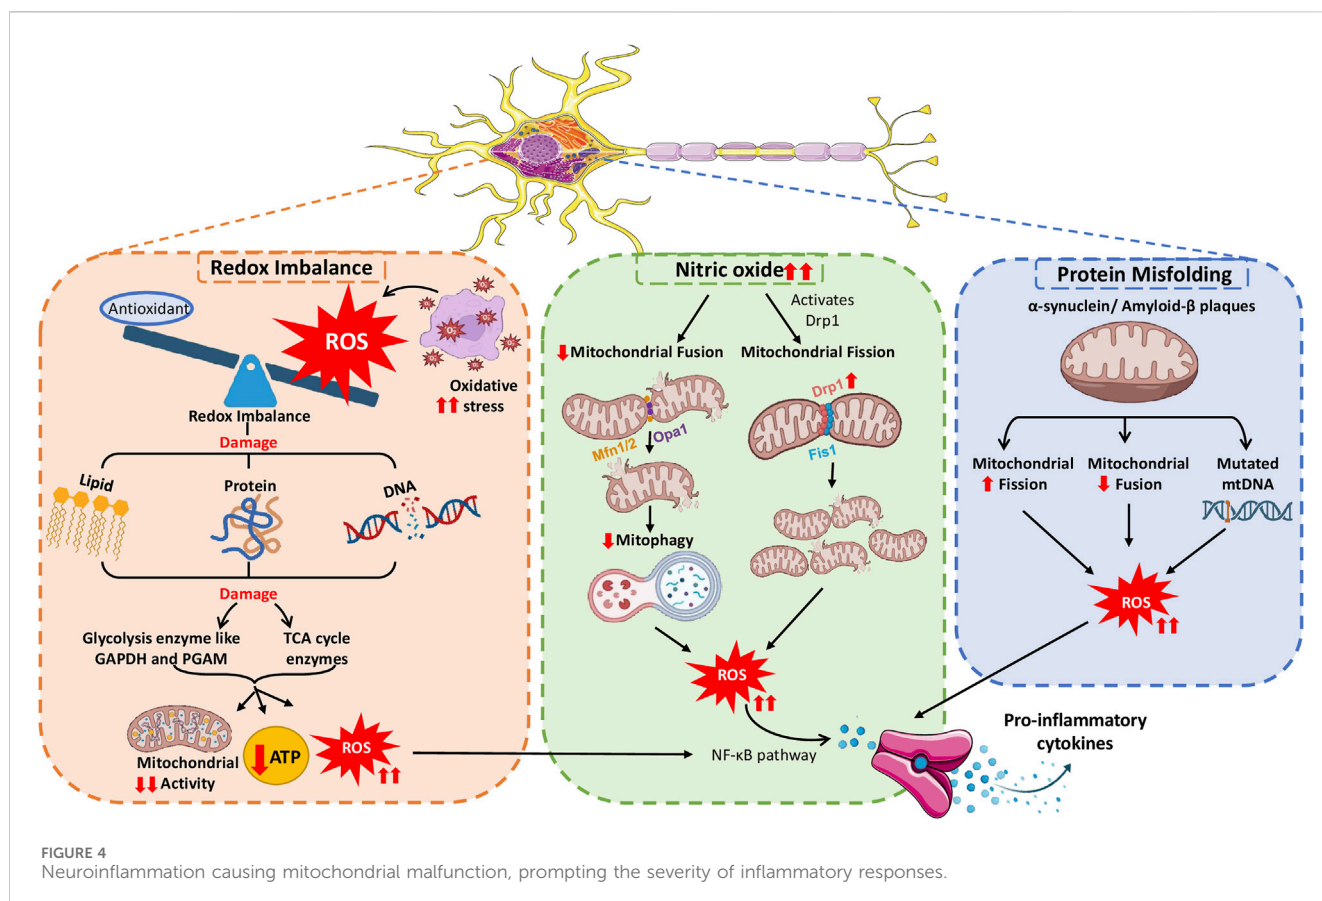 Redox Imbalance
Antioxidant
ROS
Oxidative
stress
Redox Imbalance
Damage
Lipid
Protein
DNA
Damage
Glycolysis enzyme like
GAPDH and PGAM
TCA cycle
enzymes
Mitochondrial
Activity
ATP
ROS
Nitric oxide
Activates
Drp1
Mitochondrial Fusion
Mitochondrial Fission
Mfn1/2
Opa1
Drp1
Fis1
Mitophagy
ROS
NF-κB pathway
Protein Misfolding
α-synuclein/ Amyloid-β plaques
Mitochondrial
Fission
Mitochondrial
Fusion
Mutated
mtDNA
ROS
Pro-inflammatory
cytokines
FIGURE 4
Neuroinflammation causing mitochondrial malfunction, prompting the severity of inflammatory responses.